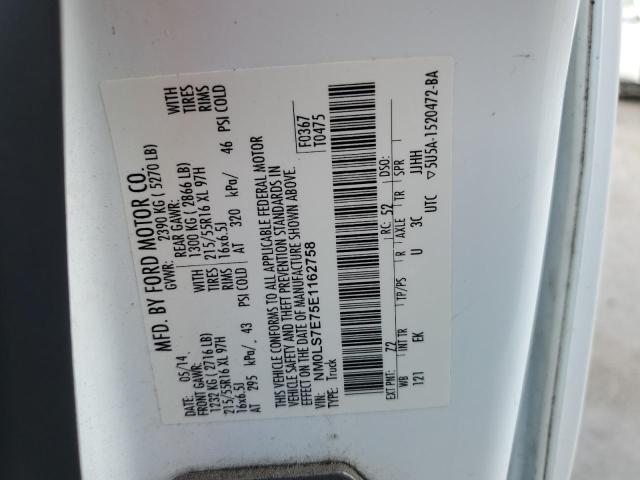 MFD. BY FORD MOTOR CO.
05/14 GVWR: 2390 KG ( 5270 LB)
FRONT GAWR: REAR GAWR: WITH
1232 KG (2716 LB) 1300 KG ( 2866 LB) TIRES
215/55R16 XL 97H WITH TIRES 215/55R16 XL 97H RIMS
16x6.5J RIMS 16x6.5J
AT 295 kPa/ 43 PSI COLD AT 320 kPa/ 46 PSI COLD
THIS VEHICLE CONFORMS TO ALL APPLICABLE FEDERAL MOTOR
VEHICLE SAFETY AND THEFT PREVENTION STANDARDS IN
EFFECT ON THE DATE OF MANUFACTURE SHOWN ABOVE.
VIN: NM0LS7E75E1162758 F0367
TYPE: Truck T0475
EXT PNT: Z2 RC: 52 DSO:
WB INT TR TP/PS R AXLE TR SPR
121 EK U 3C JJHH
UTC ▽5U5A-1520472-BA